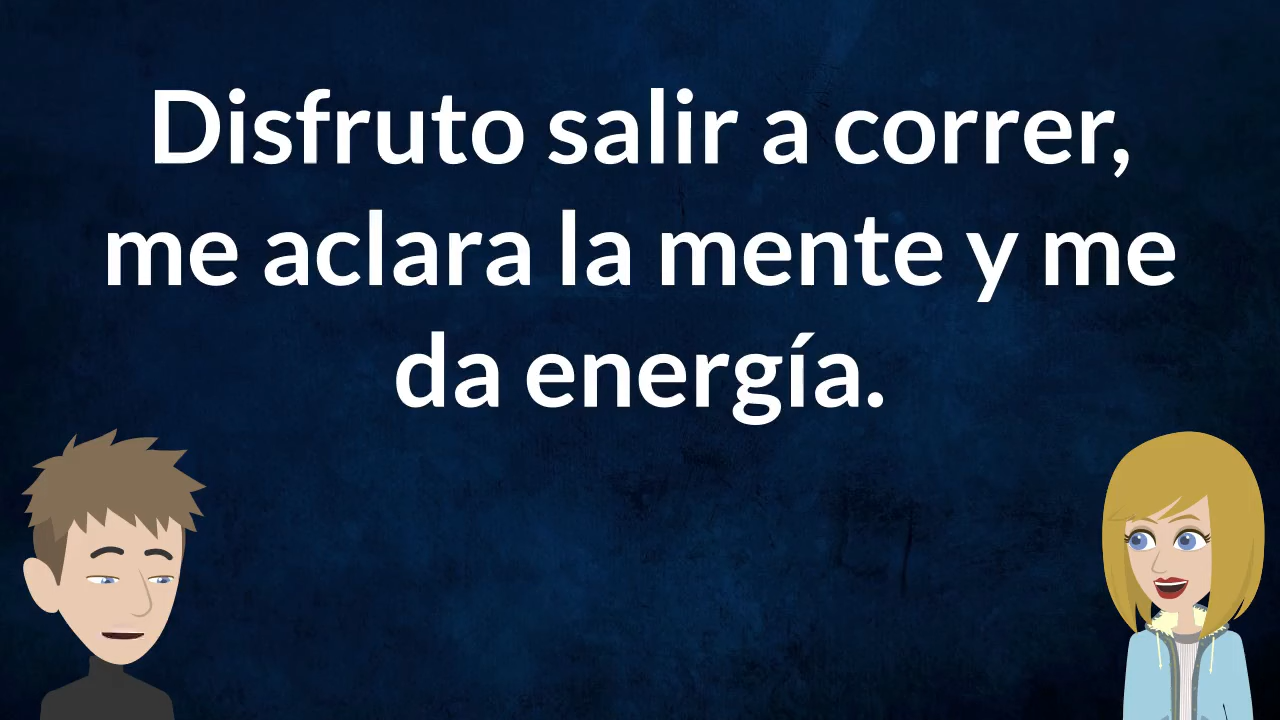 Disfruto salir a correr,
me aclara la mente y me
da energía.